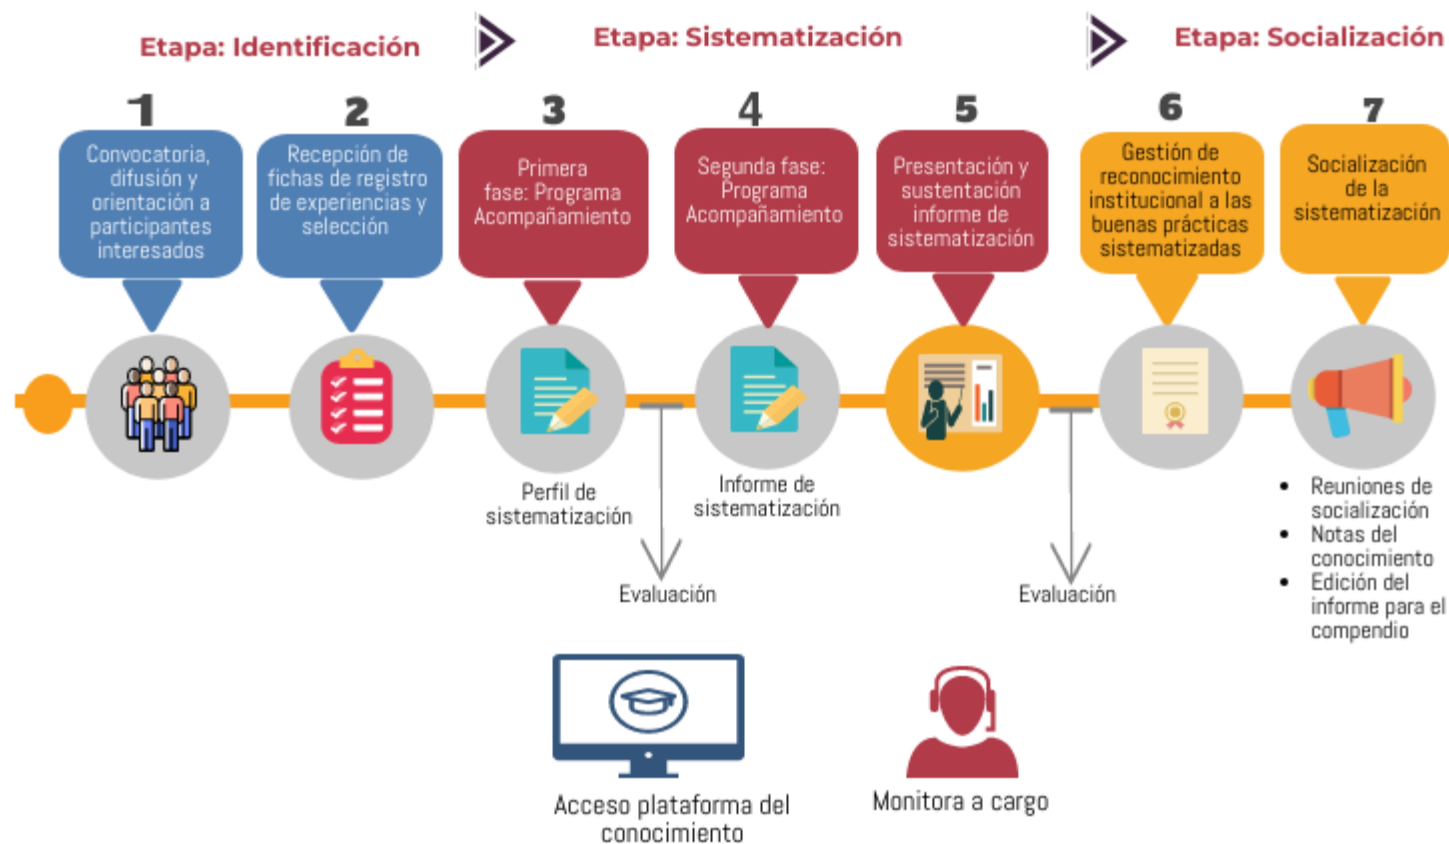 Etapa: Identificación
Etapa: Sistematización
Etapa: Socialización
1
Convocatoria,
difusión y
orientación a
participantes
interesados
2
Recepción de
fichas de registro
de experiencias y
selección
3
Primera
fase: Programa
Acompañamiento
4
Segunda fase:
Programa
Acompañamiento
5
Presentación y
sustentación
informe de
sistematización
6
Gestión de
reconocimiento
institucional a las
buenas prácticas
sistematizadas
7
Socialización
de la
sistematización
Perfil de
sistematización
Evaluación
Informe de
sistematización
Evaluación
• Reuniones de
socialización
• Notas del
conocimiento
• Edición del
informe para el
compendio
Acceso plataforma del
conocimiento
Monitora a cargo